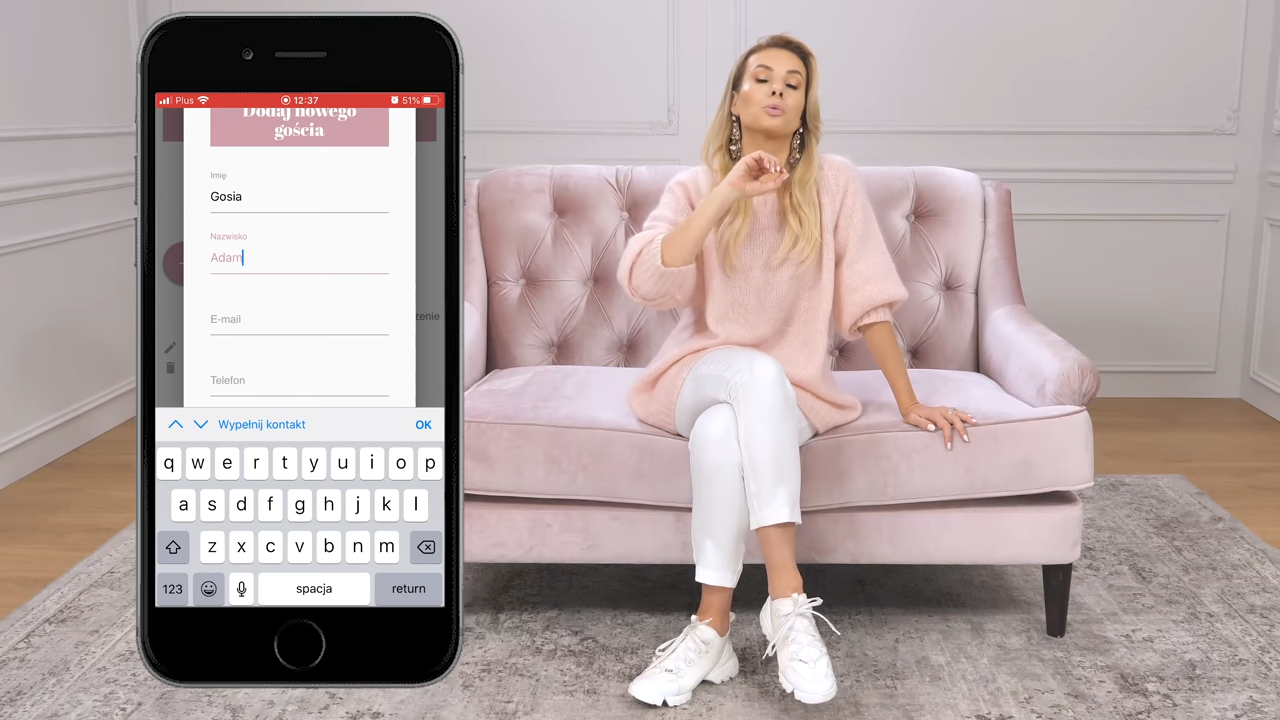 Plus 12:37 51%
Dodaj nowego
gościa
Imię
Gosia
Nazwisko
Adam
zenie
E-mail
Telefon
Wypełnij kontakt OK
q w e r t y u i o p
a s d f g h j k l
z x c v b n m
123 spacja return